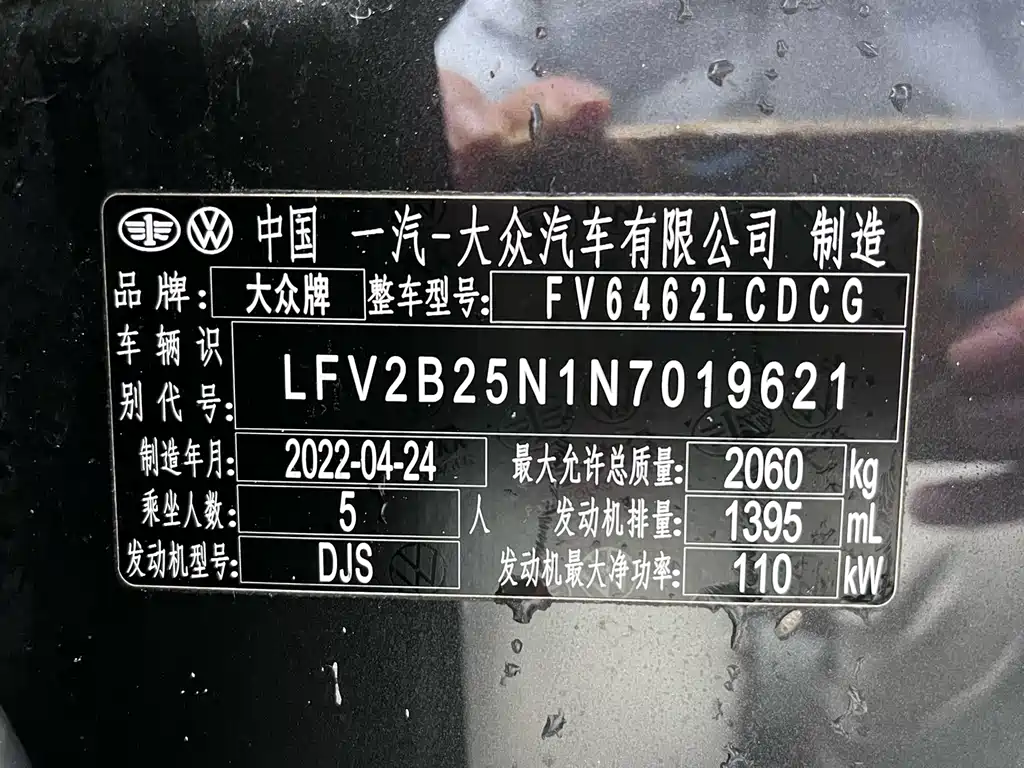 中国 一汽-大众汽车有限公司 制造
品牌: 大众牌 整车型号: FV6462LCDCG
车辆识别代号: LFV2B25N1N7019621
制造年月: 2022-04-24 最大允许总质量: 2060 kg
乘坐人数: 5 人 发动机排量: 1395 mL
发动机型号: DJS 发动机最大净功率: 110 kW